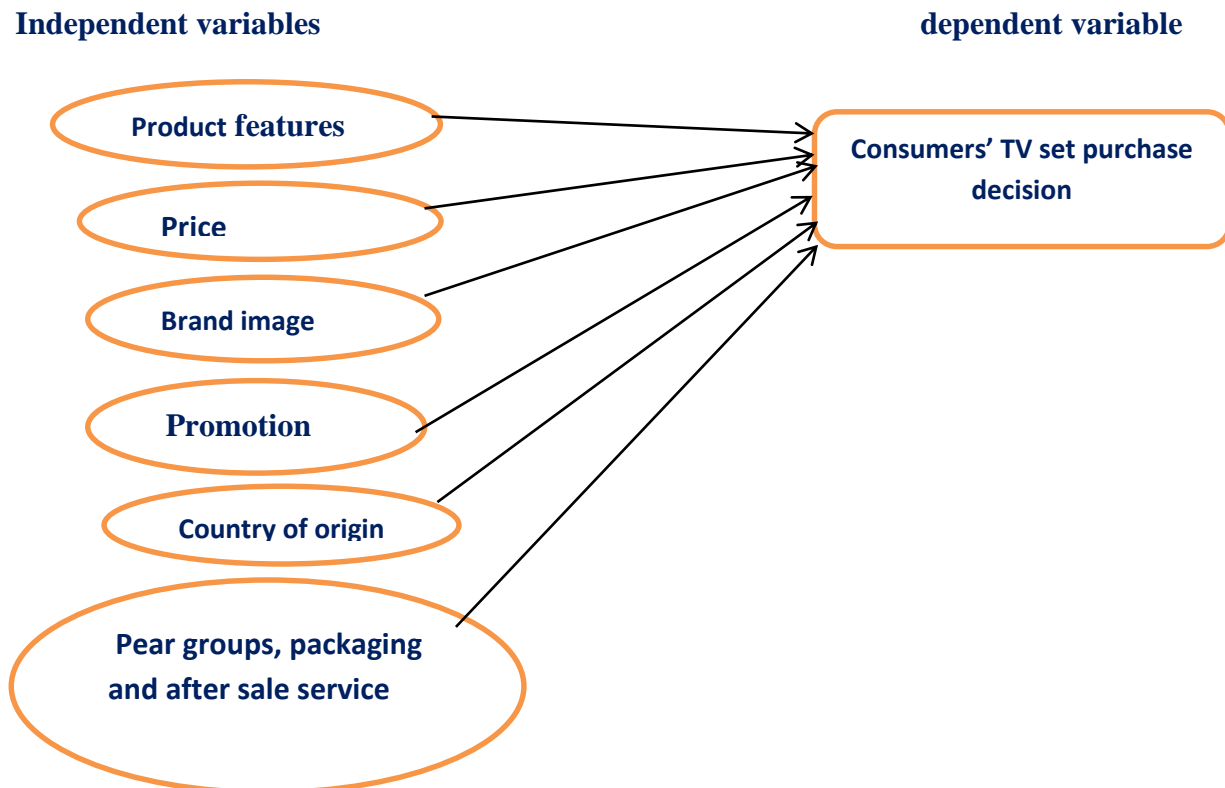 Independent variables
dependent variable
Product features
Price
Brand image
Promotion
Country of origin
Pear groups, packaging
and after sale service
Consumers’ TV set purchase
decision